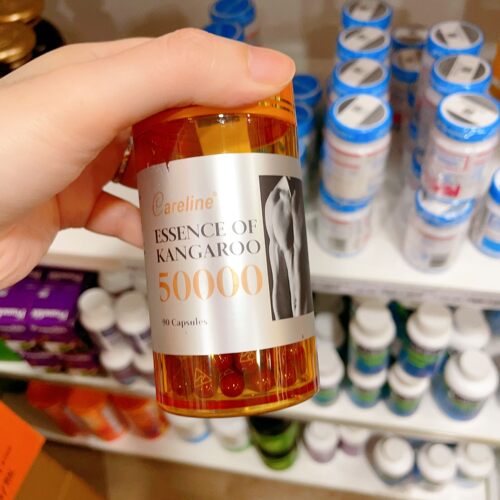 Careline®
ESSENCE OF
KANGAROO
50000
90 Capsules